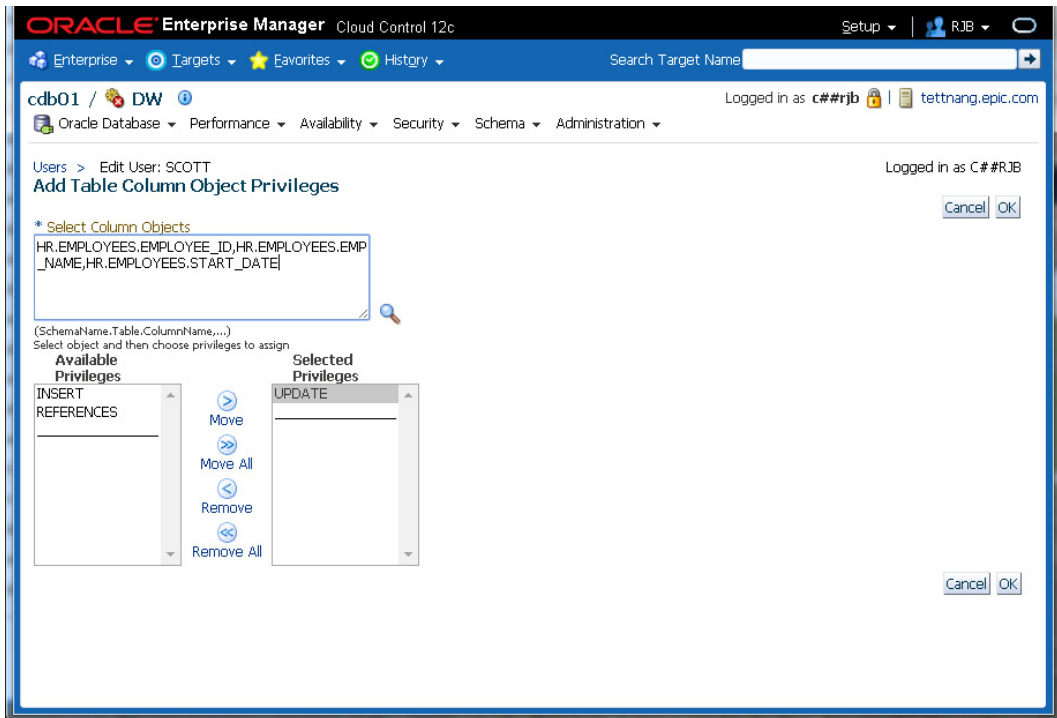 ORACLE Enterprise Manager Cloud Control 12c
Setup RJB
Enterprise Targets Favorites History Search Target Name
cdb01 / DW Logged in as c##rjb tettnang.epic.com
Oracle Database Performance Availability Security Schema Administration
Users > Edit User: SCOTT Logged in as C##RJB
Add Table Column Object Privileges
Cancel OK
* Select Column Objects
HR.EMPLOYEES.EMPLOYEE_ID,HR.EMPLOYEES.EMP
_NAME,HR.EMPLOYEES.START_DATE
(SchemaName.Table.ColumnName,...)
Select object and then choose privileges to assign
Available Privileges
INSERT
REFERENCES
Move
Move All
Remove
Remove All
Selected Privileges
UPDATE
Cancel OK